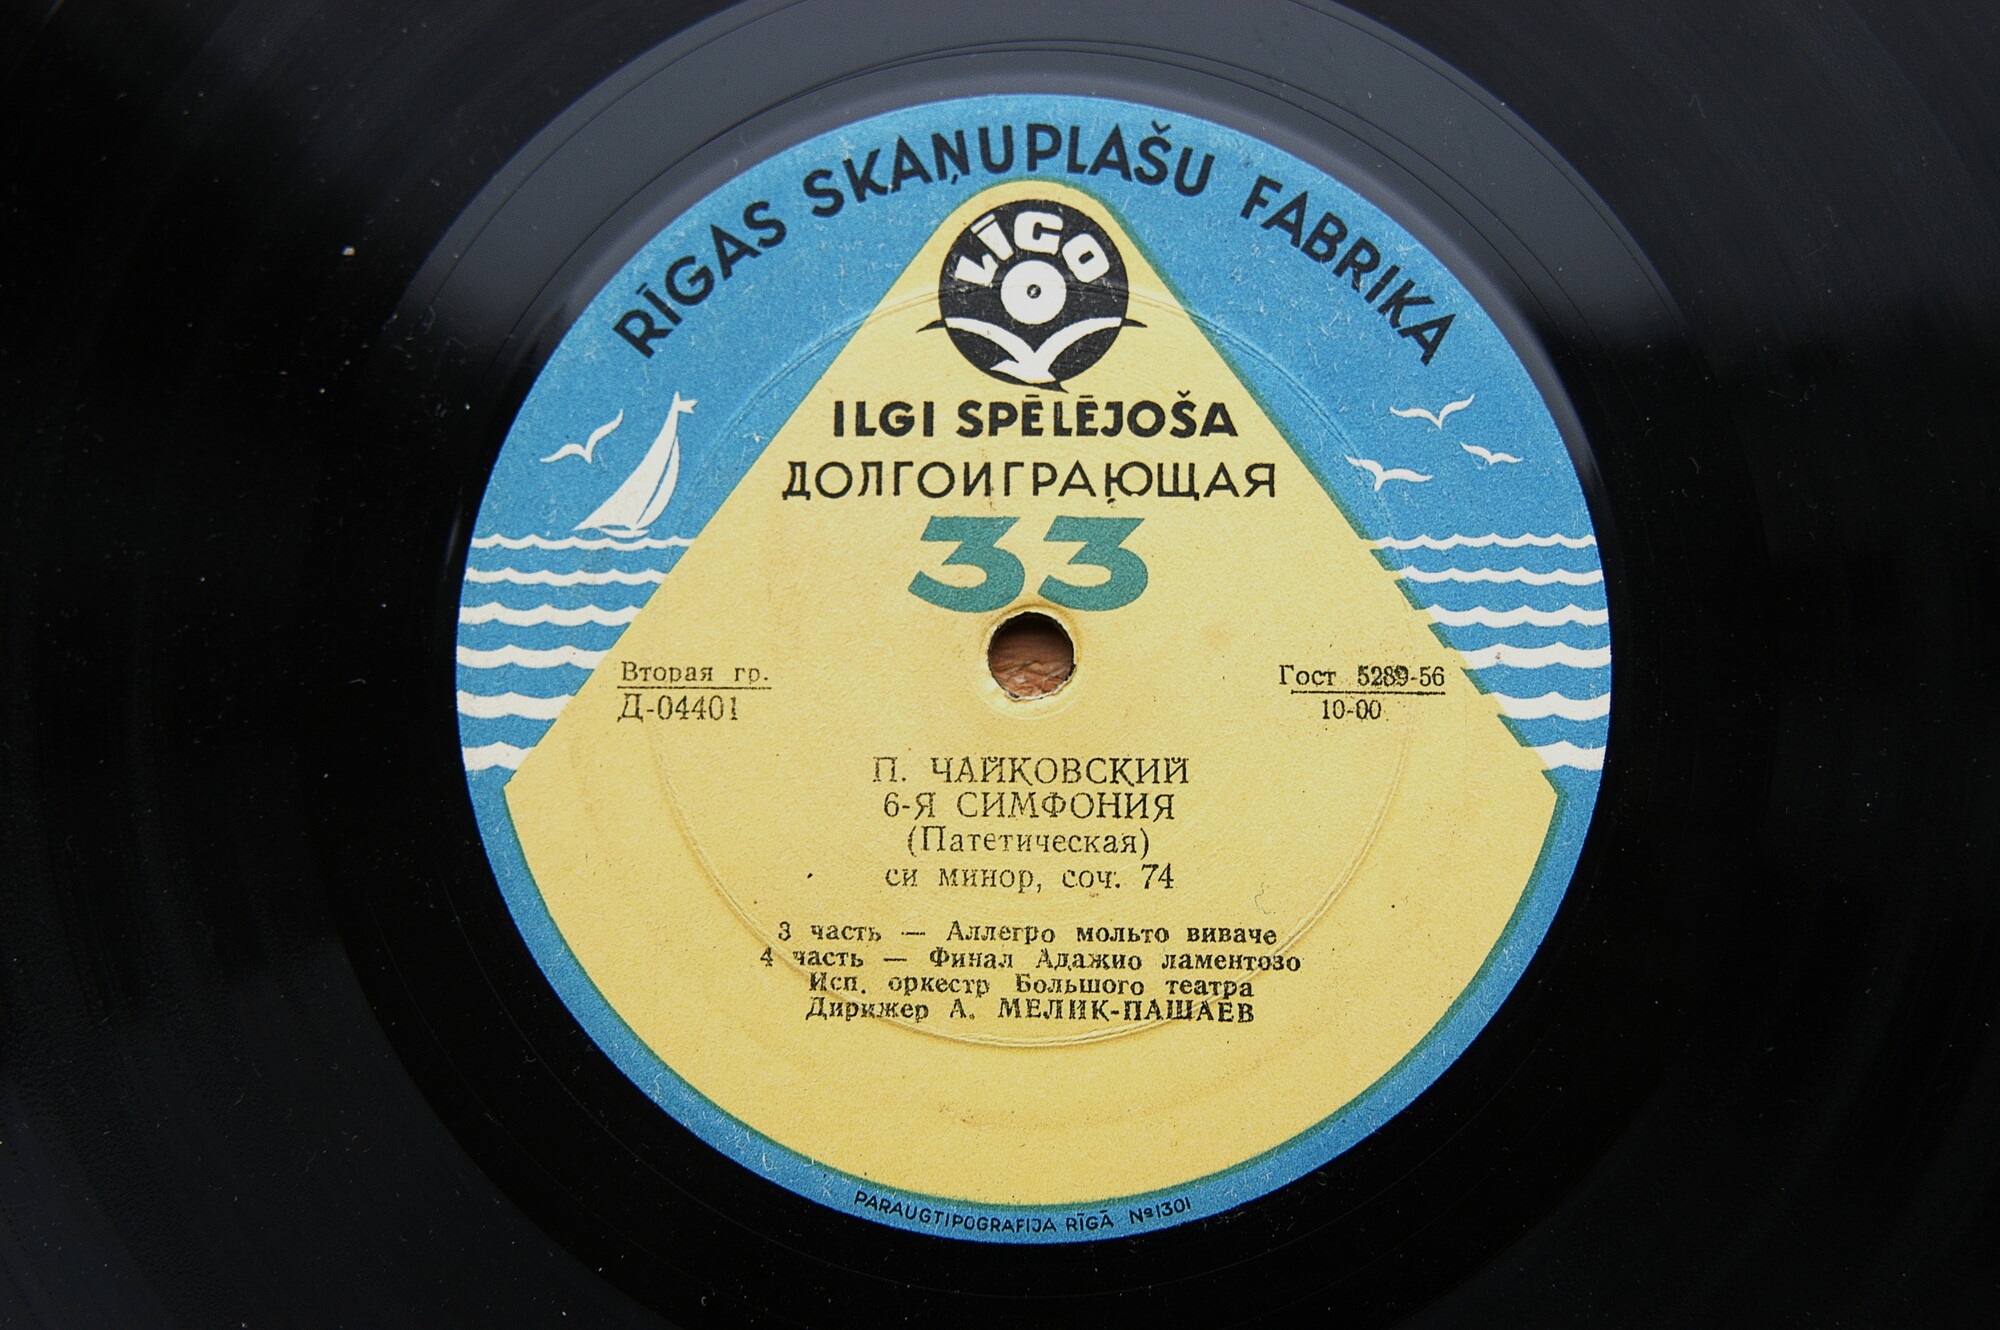 RĪGAS SKAŅUPLAŠU FABRIKA
LĪGO
ILGI SPĒLĒJOŠA
ДОЛГОИГРАЮЩАЯ
33
Вторая гр.
Д-04401
Гост 5289-56
10-00
П. ЧАЙКОВСКИЙ
6-Я СИМФОНИЯ
(Патетическая)
си минор, соч. 74
3 часть — Аллегро мольто виваче
4 часть — Финал Адажио ламентозо
Исп. оркестр Большого театра
Дирижер А. МЕЛИК-ПАШАЕВ
PARAUGTIPOGRAFIJA RĪGĀ №1301